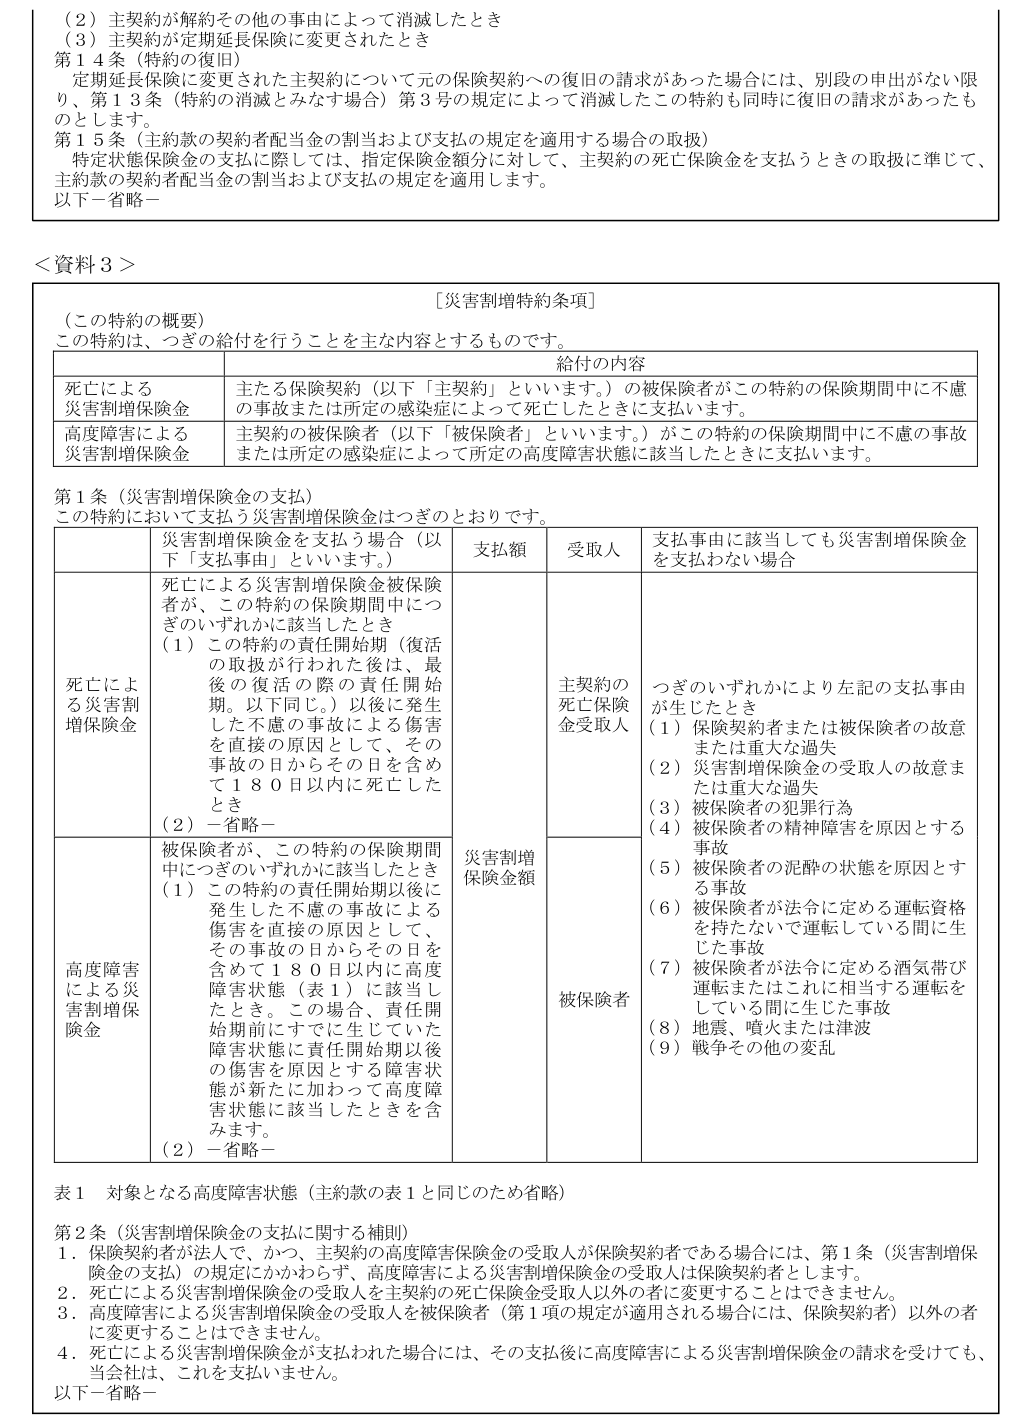 （２）主契約が解約その他の事由によって消滅したとき
（３）主契約が定期延長保険に変更されたとき
第１４条（特約の復旧）
　定期延長保険に変更された主契約について元の保険契約への復旧の請求があった場合には、別段の申出がない限
り、第１３条（特約の消滅とみなす場合）第３号の規定によって消滅したこの特約も同時に復旧の請求があったも
のとします。
第１５条（主約款の契約者配当金の割当および支払の規定を適用する場合の取扱）
　特定状態保険金の支払に際しては、指定保険金額分に対して、主契約の死亡保険金を支払うときの取扱に準じて、
主約款の契約者配当金の割当および支払の規定を適用します。
以下－省略－
＜資料３＞
［災害割増特約条項］
（この特約の概要）
この特約は、つぎの給付を行うことを主な内容とするものです。
給付の内容
死亡による
災害割増保険金
主たる保険契約（以下「主契約」といいます。）の被保険者がこの特約の保険期間中に不慮
の事故または所定の感染症によって死亡したときに支払います。
高度障害による
災害割増保険金
主契約の被保険者（以下「被保険者」といいます。）がこの特約の保険期間中に不慮の事故
または所定の感染症によって所定の高度障害状態に該当したときに支払います。
第１条（災害割増保険金の支払）
この特約において支払う災害割増保険金はつぎのとおりです。
災害割増保険金を支払う場合（以
下「支払事由」といいます。）
支払額
受取人
支払事由に該当しても災害割増保険金
を支払わない場合
死亡によ
る災害割
増保険金
死亡による災害割増保険金被保険
者が、この特約の保険期間中につ
ぎのいずれかに該当したとき
（１）この特約の責任開始期（復活
の取扱が行われた後は、最
後の復活の際の責任開始
期。以下同じ。）以後に発生
した不慮の事故による傷害
を直接の原因として、その
事故の日からその日を含め
て１８０日以内に死亡した
とき
（２）－省略－
災害割増
保険金額
主契約の
死亡保険
金受取人
つぎのいずれかにより左記の支払事由
が生じたとき
（１）保険契約者または被保険者の故意
または重大な過失
（２）災害割増保険金の受取人の故意ま
たは重大な過失
（３）被保険者の犯罪行為
（４）被保険者の精神障害を原因とする
事故
（５）被保険者の泥酔の状態を原因とす
る事故
（６）被保険者が法令に定める運転資格
を持たないで運転している間に生
じた事故
（７）被保険者が法令に定める酒気帯び
運転またはこれに相当する運転を
している間に生じた事故
（８）地震、噴火または津波
（９）戦争その他の変乱
高度障害
による災
害割増保
険金
被保険者が、この特約の保険期間
中につぎのいずれかに該当したとき
（１）この特約の責任開始期以後に
発生した不慮の事故による
傷害を直接の原因として、
その事故の日からその日を
含めて１８０日以内に高度
障害状態（表１）に該当し
たとき。この場合、責任開
始期前にすでに生じていた
障害状態に責任開始期以後
の傷害を原因とする障害状
態が新たに加わって高度障
害状態に該当したときを含
みます。
（２）－省略－
被保険者
表１　対象となる高度障害状態（主約款の表１と同じのため省略）
第２条（災害割増保険金の支払に関する補則）
１．保険契約者が法人で、かつ、主契約の高度障害保険金の受取人が保険契約者である場合には、第１条（災害割増保
険金の支払）の規定にかかわらず、高度障害による災害割増保険金の受取人は保険契約者とします。
２．死亡による災害割増保険金の受取人を主契約の死亡保険金受取人以外の者に変更することはできません。
３．高度障害による災害割増保険金の受取人を被保険者（第１項の規定が適用される場合には、保険契約者）以外の者
に変更することはできません。
４．死亡による災害割増保険金が支払われた場合には、その支払後に高度障害による災害割増保険金の請求を受けても、
当会社は、これを支払いません。
以下－省略－